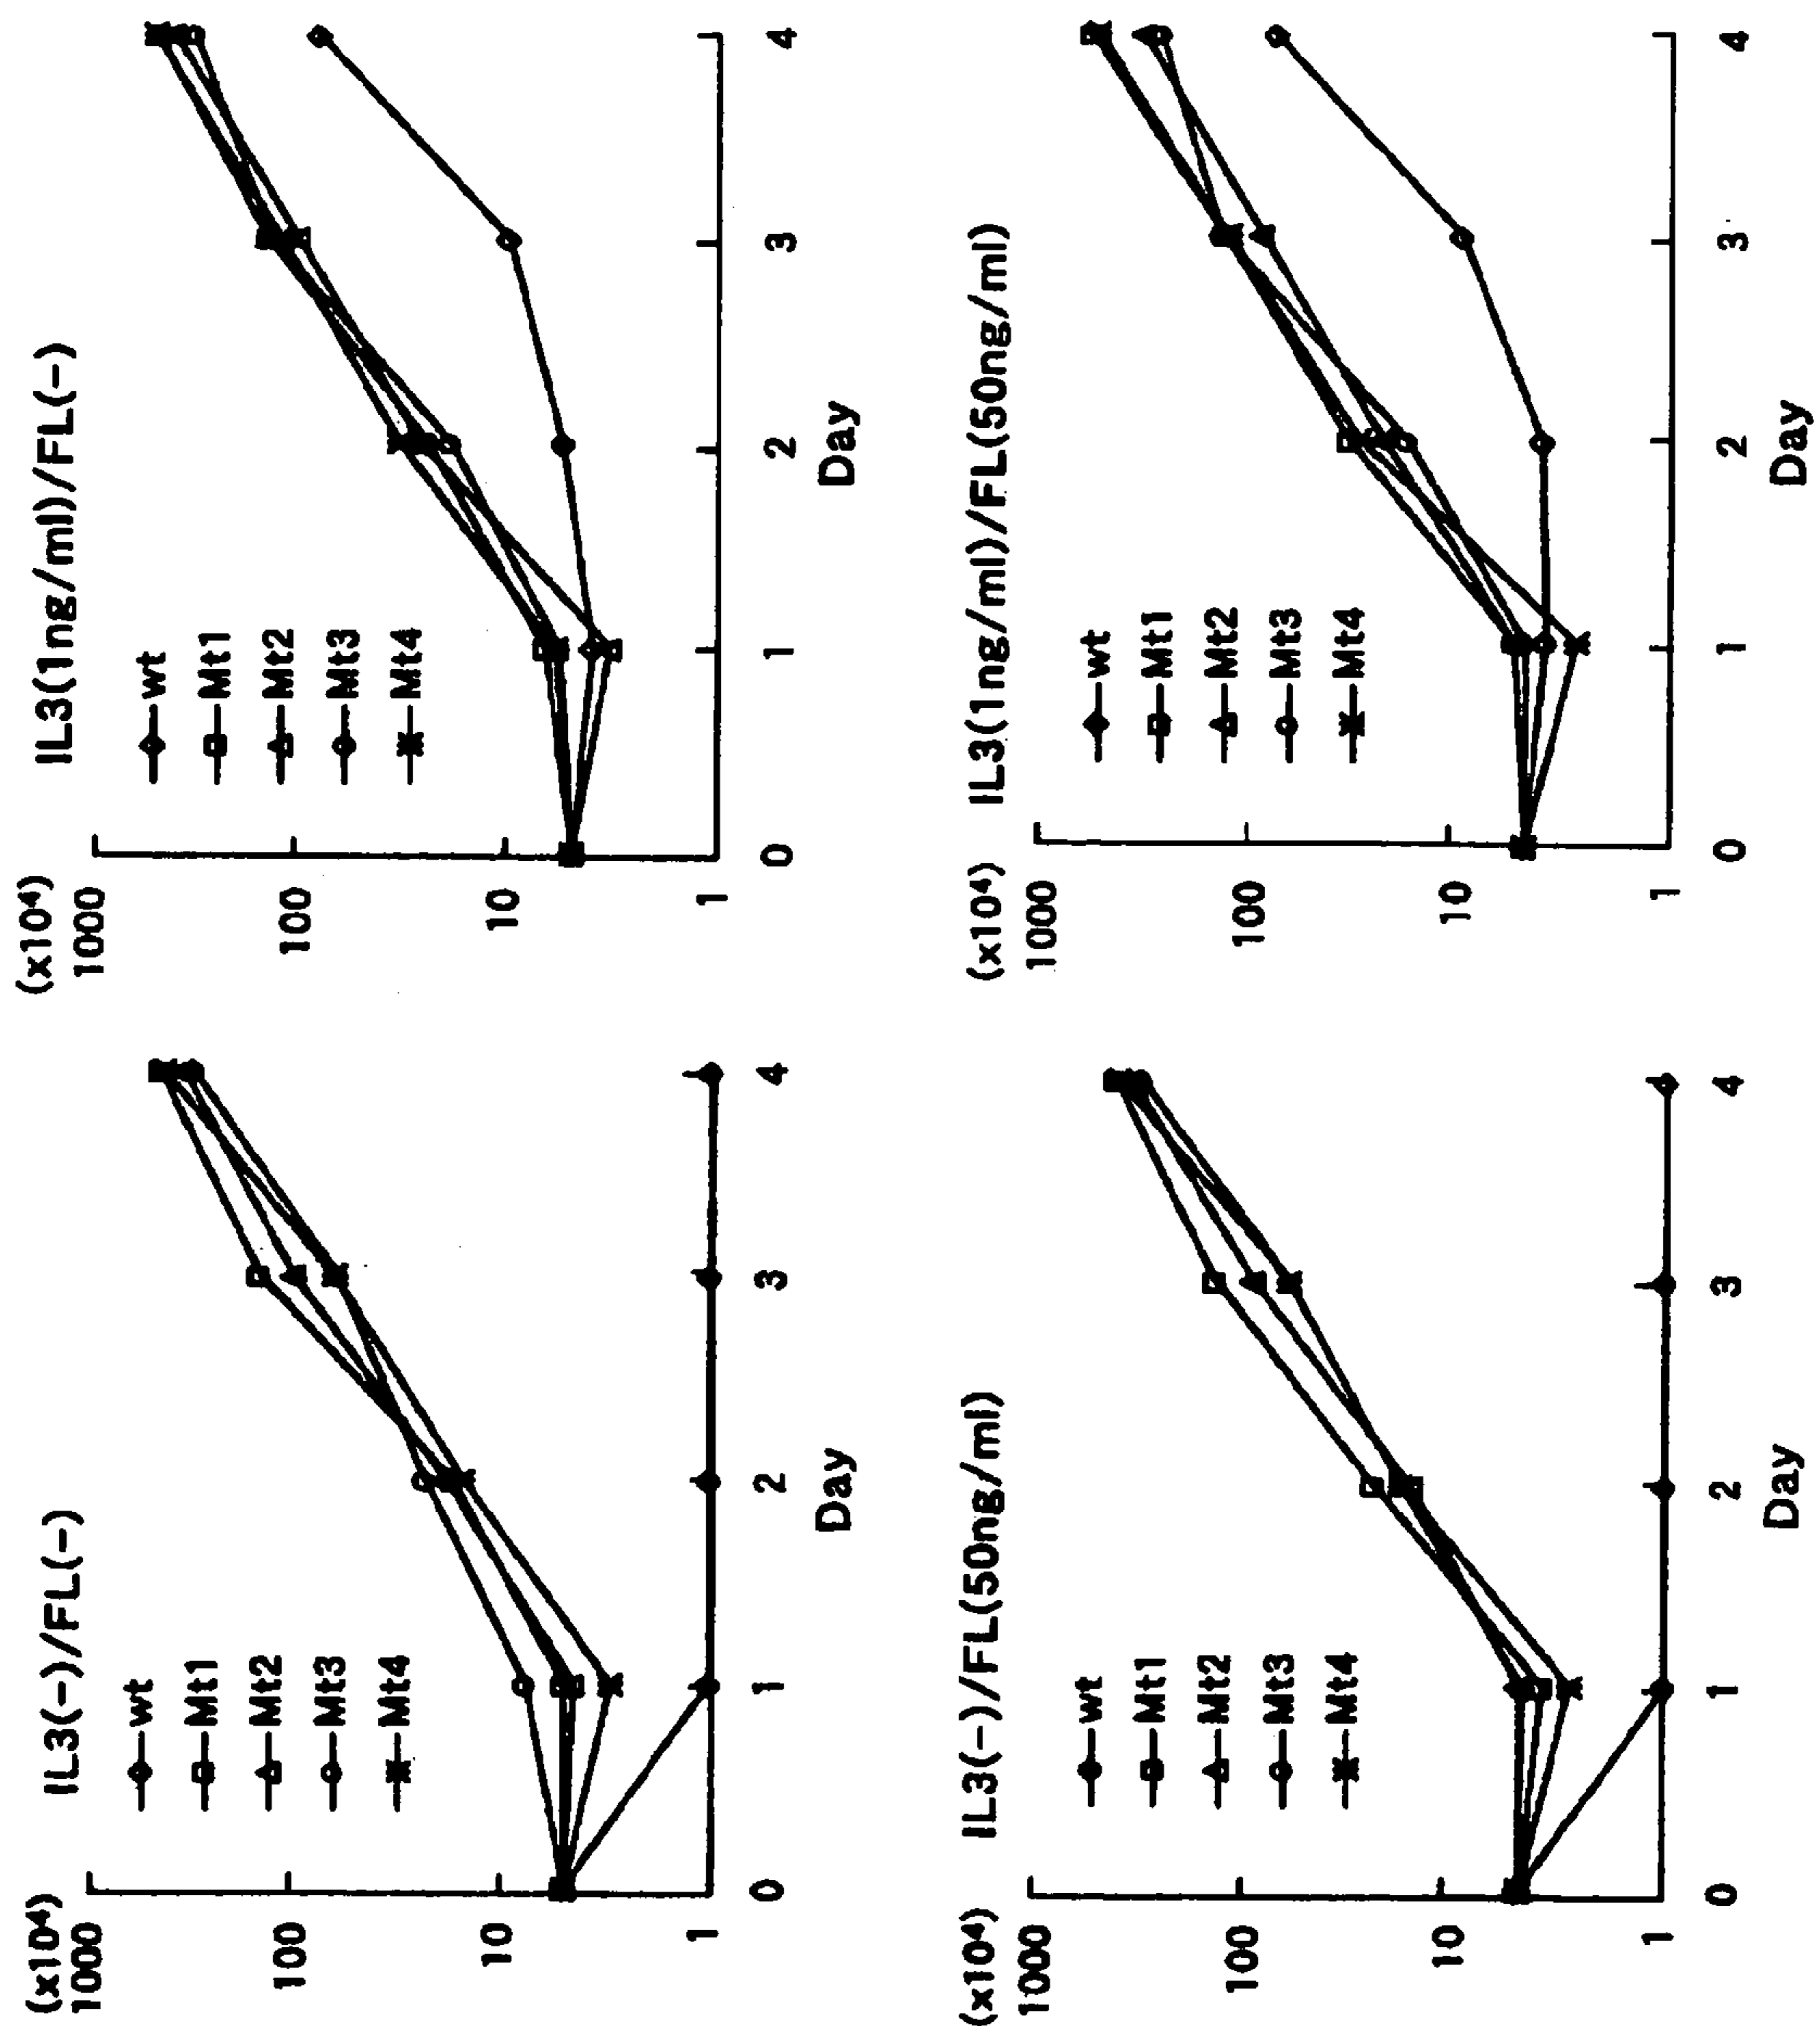 IL3(-)/FL(-)
(x10⁴)
1000
100
10
1
wt
Mt1
Mt2
Mt3
Mt4
0 1 2 3 4
Day
IL3(1ng/ml)/FL(-)
(x10⁴)
1000
100
10
1
wt
Mt1
Mt2
Mt3
Mt4
0 1 2 3 4
Day
IL3(-)/FL(50ng/ml)
(x10⁴)
1000
100
10
1
wt
Mt1
Mt2
Mt3
Mt4
0 1 2 3 4
Day
IL3(1ng/ml)/FL(50ng/ml)
(x10⁴)
1000
100
10
1
wt
Mt1
Mt2
Mt3
Mt4
0 1 2 3 4
Day